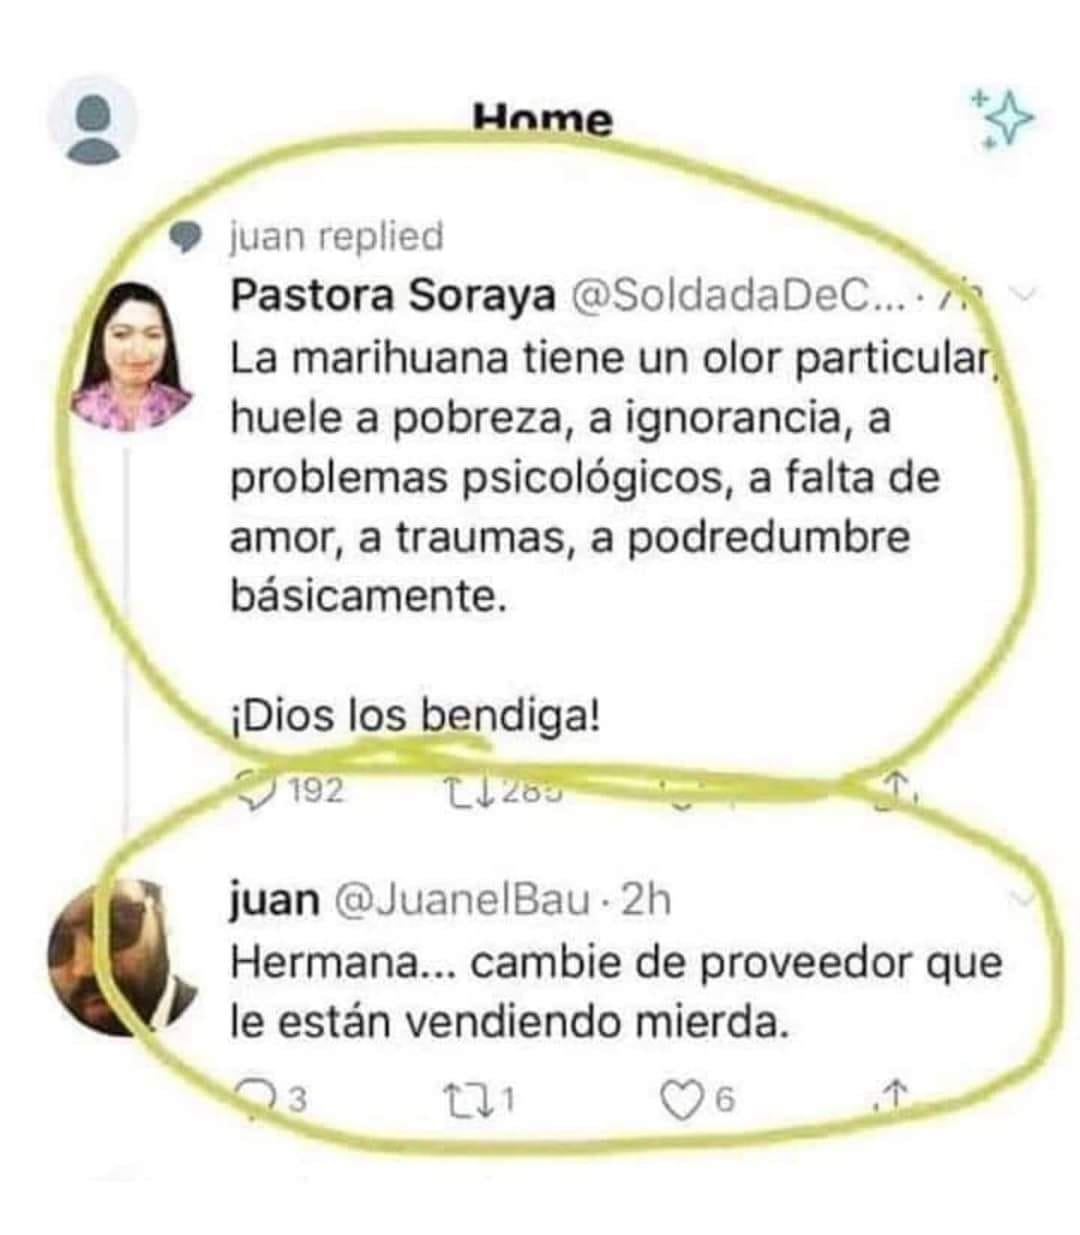 Home
juan replied
Pastora Soraya @SoldadaDeC... · 7h
La marihuana tiene un olor particular,
huele a pobreza, a ignorancia, a
problemas psicológicos, a falta de
amor, a traumas, a podredumbre
básicamente.
¡Dios los bendiga!
192
juan @JuanelBau · 2h
Hermana... cambie de proveedor que
le están vendiendo mierda.
3 1 6